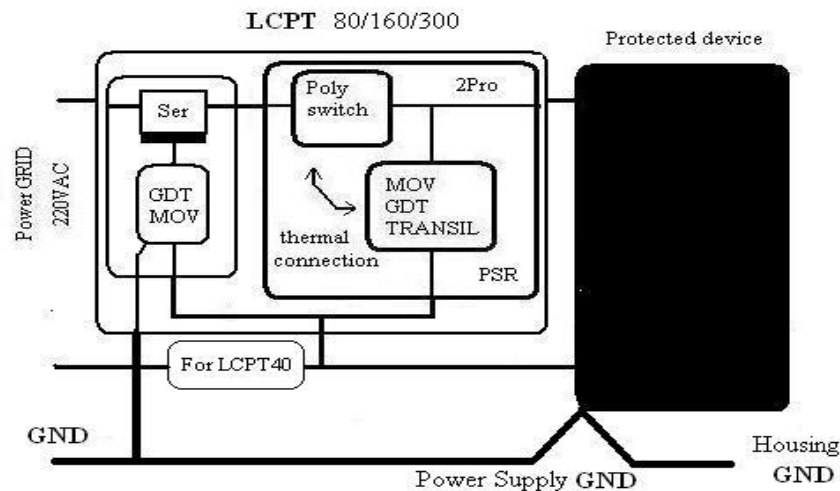 LCPT 80/160/300
Protected device
Poly
switch
2Pro
Ser
GDT
MOV
MOV
GDT
TRANSIL
thermal
connection
PSR
Power GRID
220VAC
For LCPT40
GND
Power Supply GND
Housing
GND